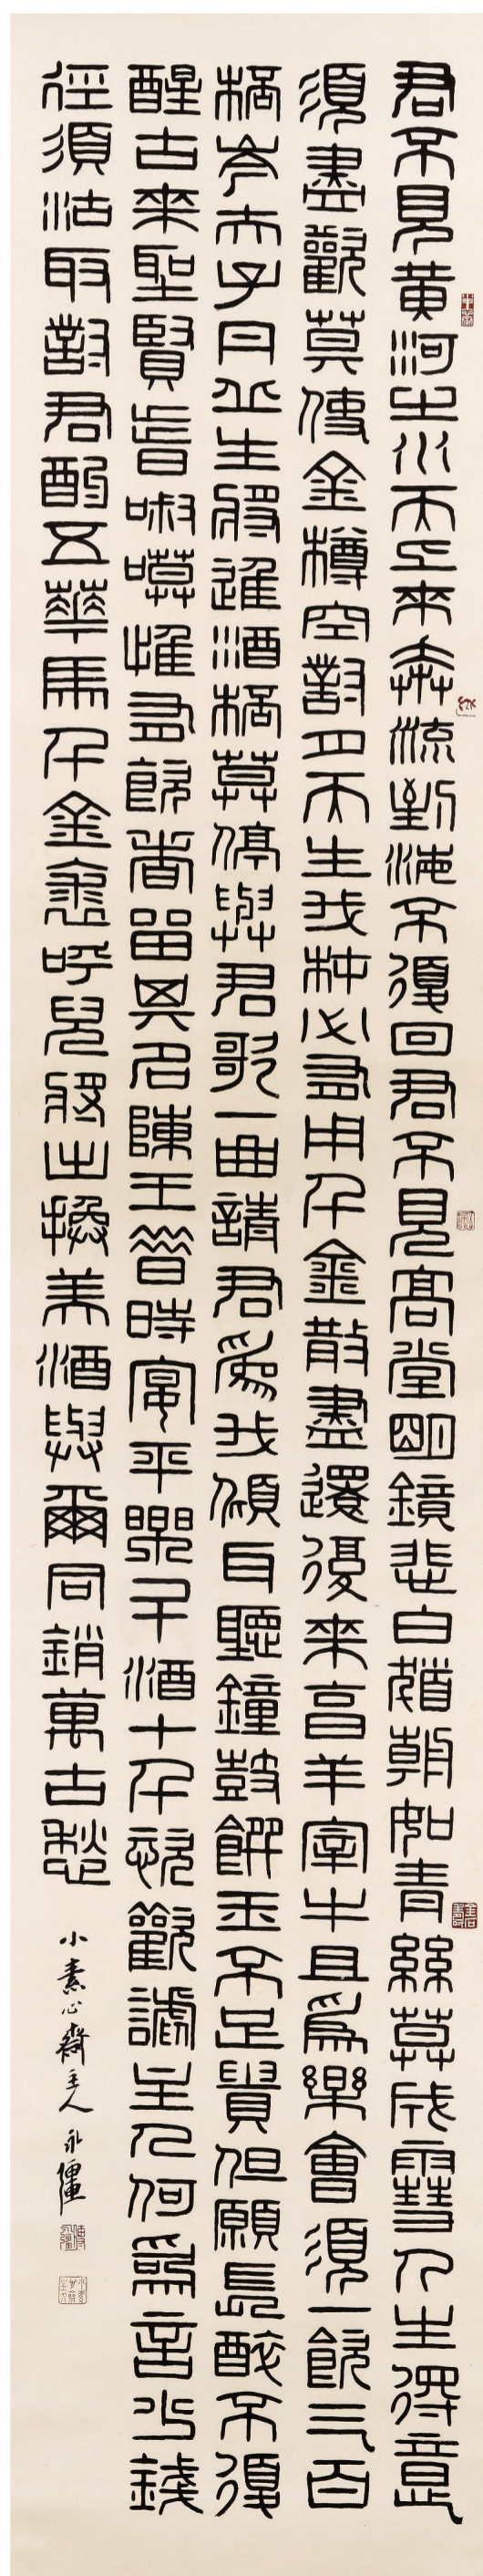 君不見黃河之水天上來奔流到海不復回君不見高堂明鏡悲白髮朝如青絲莫成雪人生得意
須盡歡莫使金樽空對月天生我材必有用千金散盡還復來烹羊宰牛且為樂會須一飲三百
桮岑夫子丹丘生將進酒桮莫停與君歌一曲請君為我傾耳聽鐘鼓饌玉不足貴但願長醉不復
醒古來聖賢皆寂寞惟有飲者留其名陳王昔時宴平樂斗酒十千恣歡謔主人何為言少錢
徑須沽取對君酌五華馬千金裘呼兒將出換美酒與爾同銷萬古愁
小素心齋主人永彊